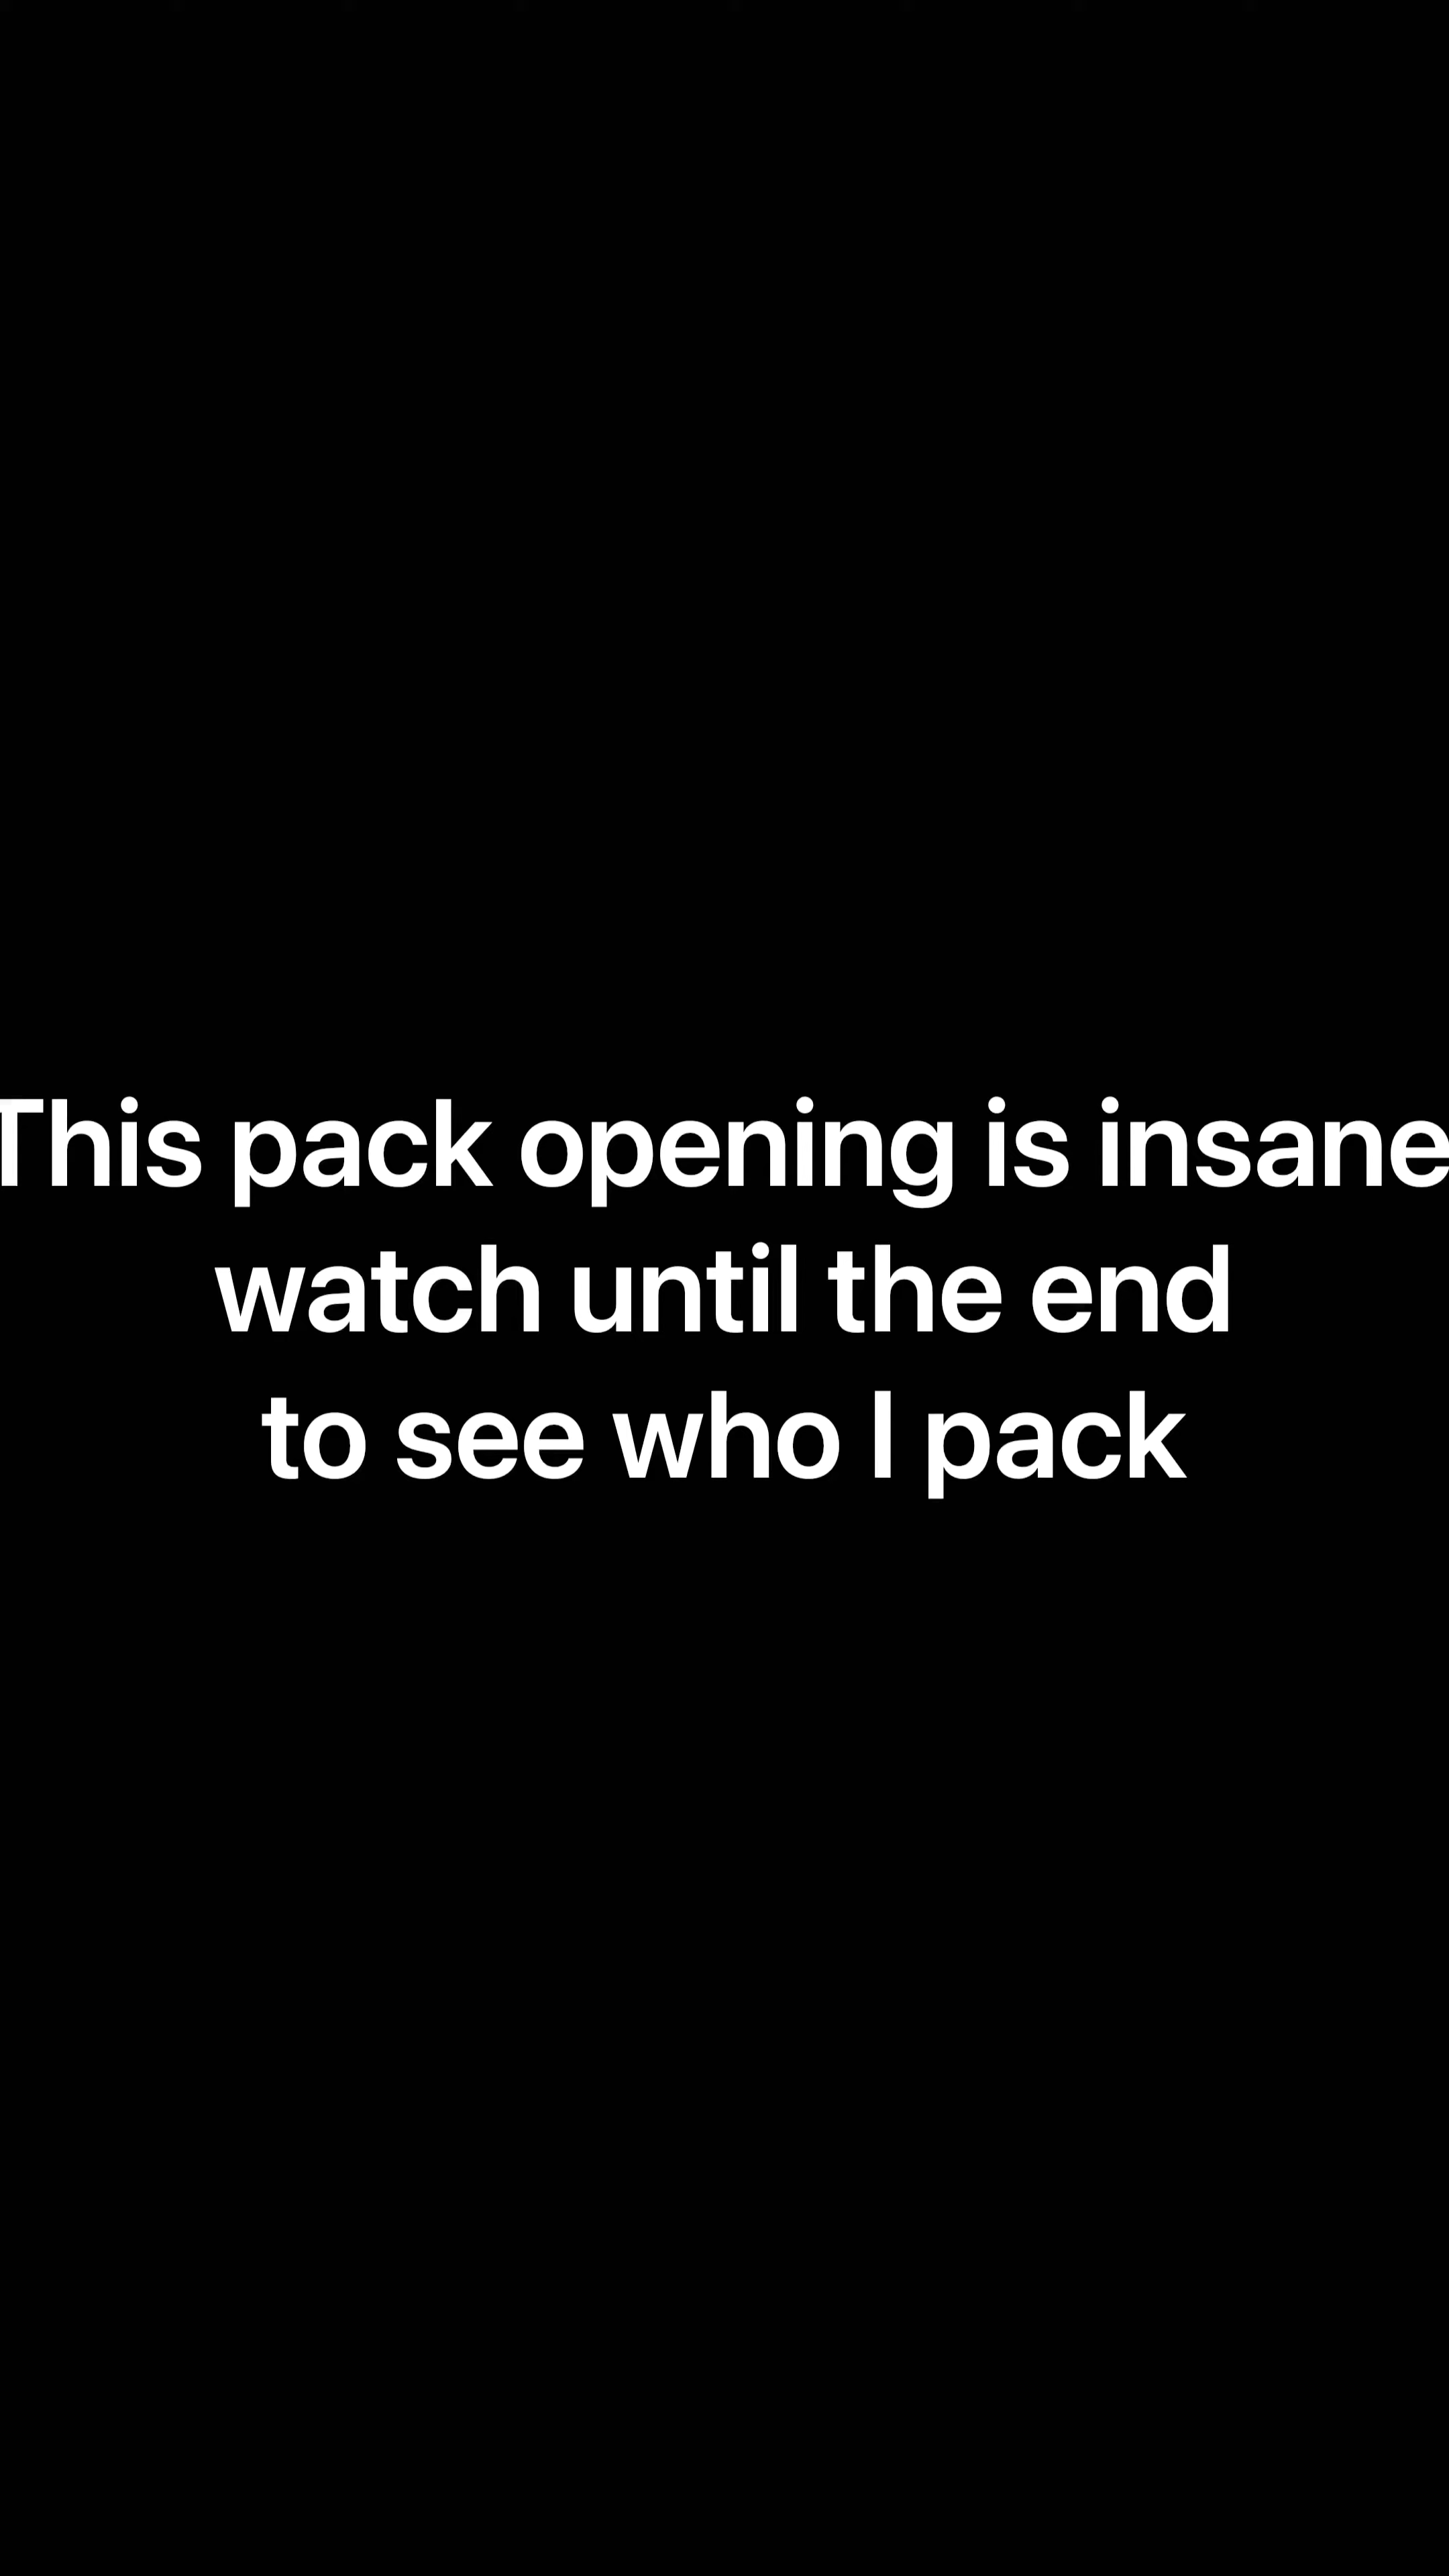 This pack opening is insane
watch until the end
to see who I pack